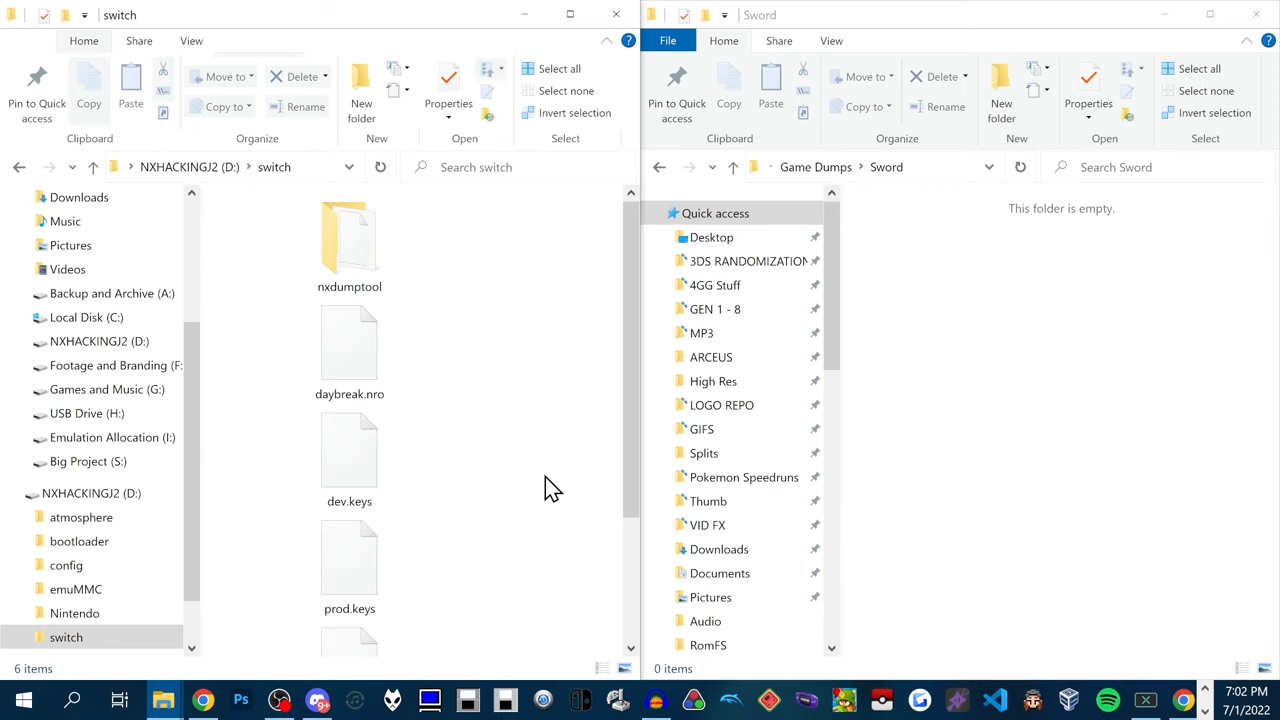 switch
Home Share View
Pin to Quick access
Copy
Paste
Clipboard
Move to
Copy to
Delete
Rename
Organize
New folder
New
Properties
Open
Select all
Select none
Invert selection
Select
NXHACKINGJ2 (D:) switch
Search switch
Downloads
Music
Pictures
Videos
Backup and Archive (A:)
Local Disk (C:)
NXHACKINGJ2 (D:)
Footage and Branding (F:
Games and Music (G:)
USB Drive (H:)
Emulation Allocation (I:)
Big Project (S:)
NXHACKINGJ2 (D:)
atmosphere
bootloader
config
emuMMC
Nintendo
switch
nxdumptool
daybreak.nro
dev.keys
prod.keys
6 items
Sword
File Home Share View
Pin to Quick access
Copy
Paste
Clipboard
Move to
Copy to
Delete
Rename
Organize
New folder
New
Properties
Open
Select all
Select none
Invert selection
Select
Game Dumps Sword
Search Sword
Quick access
Desktop
3DS RANDOMIZATION
4GG Stuff
GEN 1 - 8
MP3
ARCEUS
High Res
LOGO REPO
GIFS
Splits
Pokemon Speedruns
Thumb
VID FX
Downloads
Documents
Pictures
Audio
RomFS
This folder is empty.
0 items
Ps
7:02 PM
7/1/2022